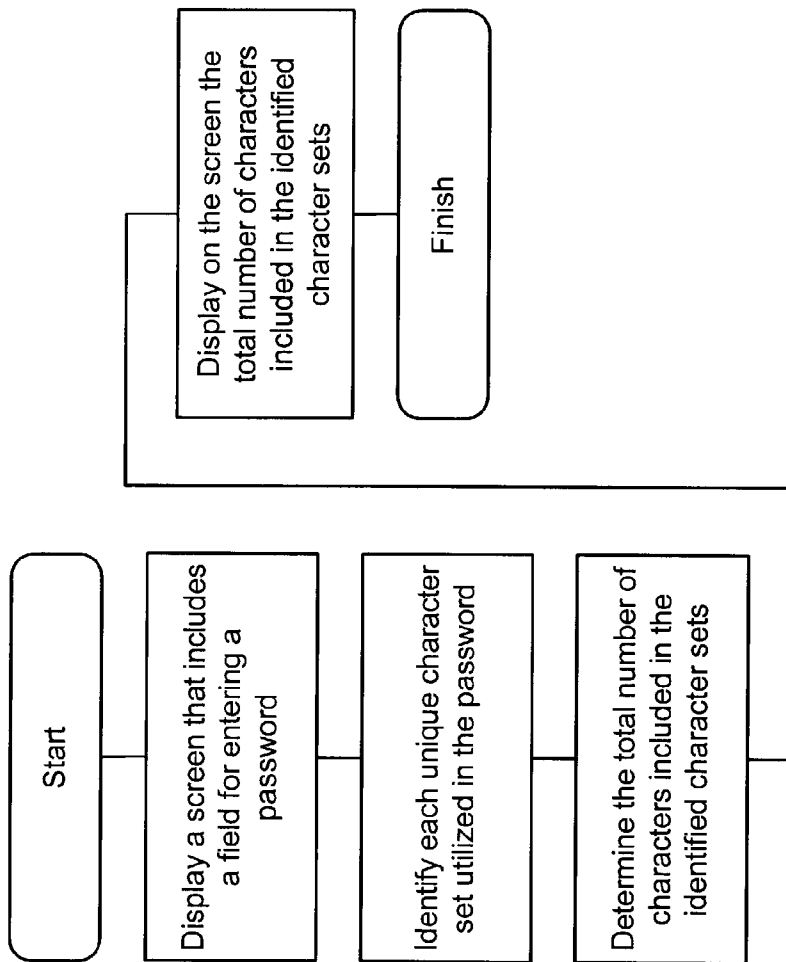 Start
Display a screen that includes
a field for entering a
password
Identify each unique character
set utilized in the password
Determine the total number of
characters included in the
identified character sets
Display on the screen the
total number of characters
included in the identified
character sets
Finish